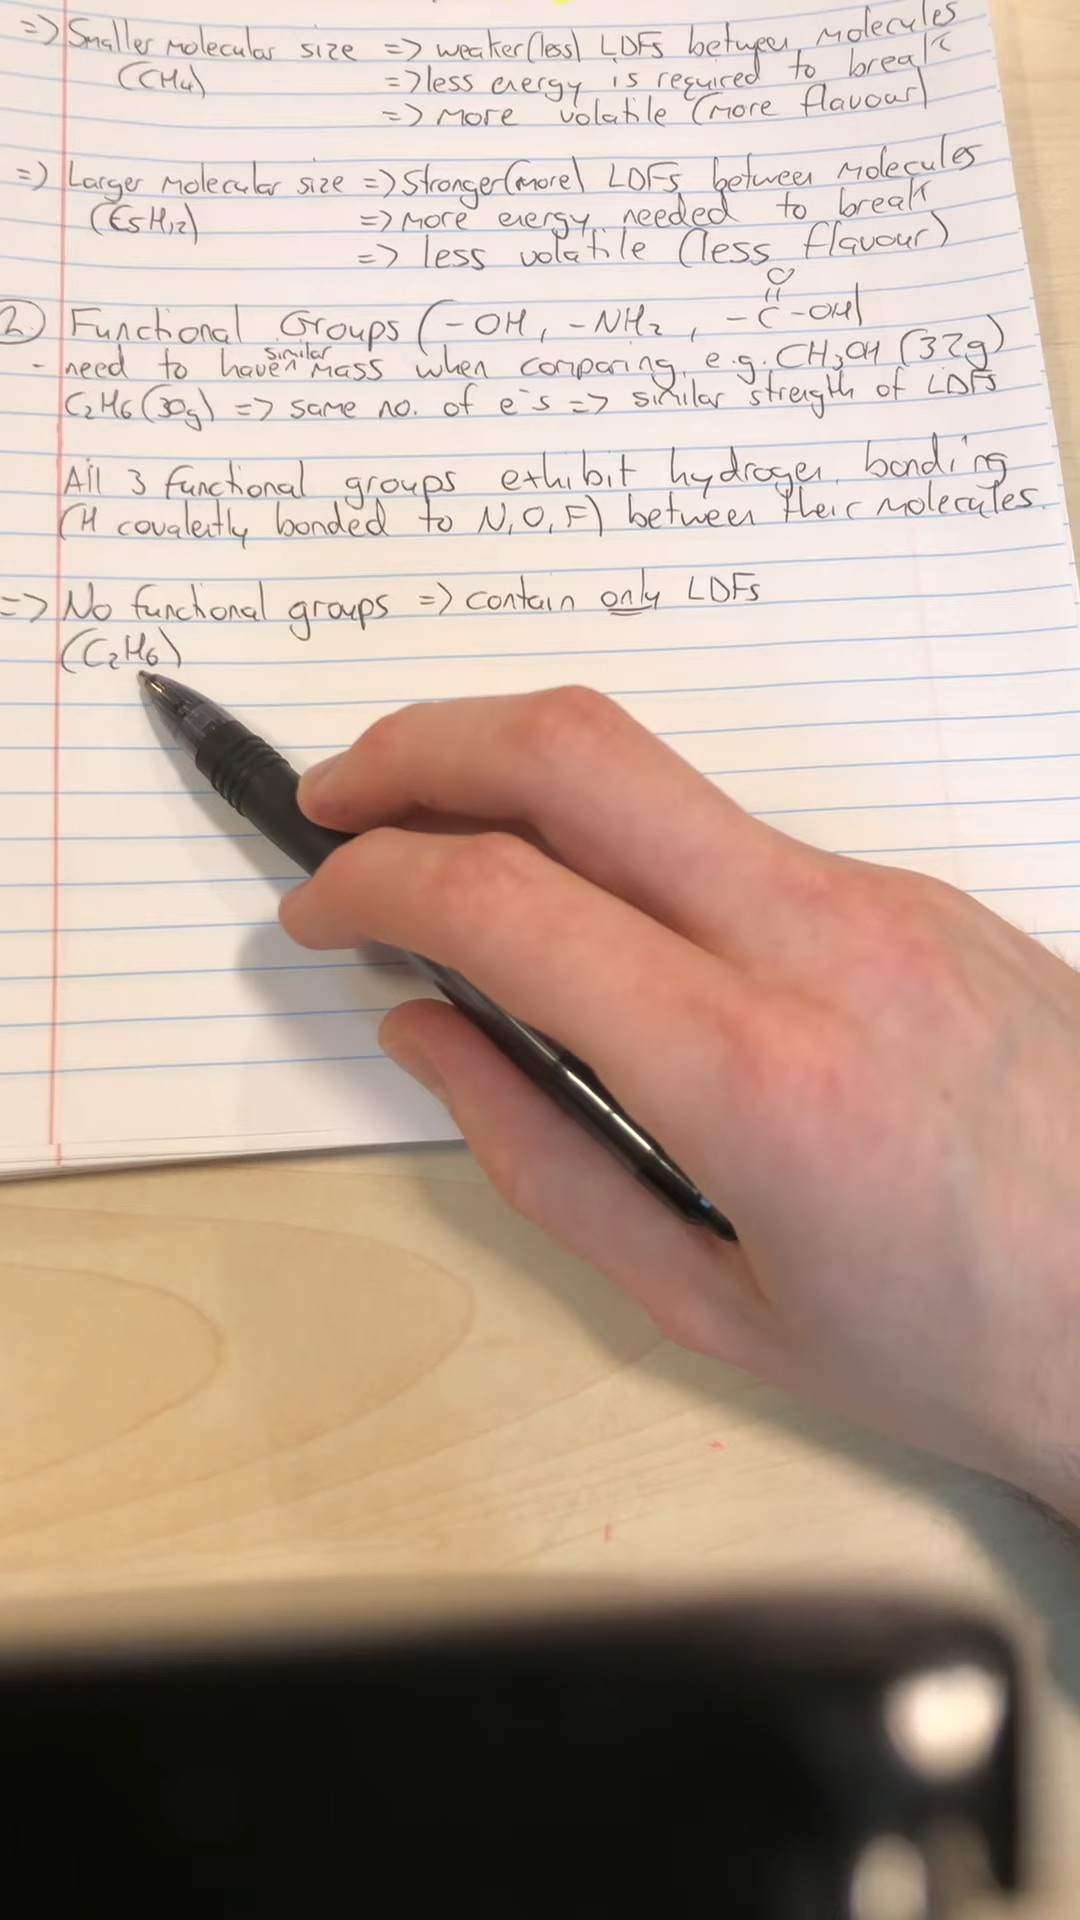 => Smaller molecular size => weaker (less) LDFs between molecules
(CH₄) => less energy is required to break
=> more volatile (more flavour)
=> Larger molecular size => Stronger (more) LDFs between molecules
(C₅H₁₂) => more energy needed to break
=> less volatile (less flavour)
O
2. Functional Groups (-OH, -NH₂, -C-OH)
- need to have similar mass when comparing, e.g. CH₃OH (32g)
C₂H₆ (30g) => same no. of e⁻s => similar strength of LDFs
All 3 functional groups exhibit hydrogen bonding
(H covalently bonded to N, O, F) between their molecules.
=> No functional groups => contain only LDFs
(C₂H₆)